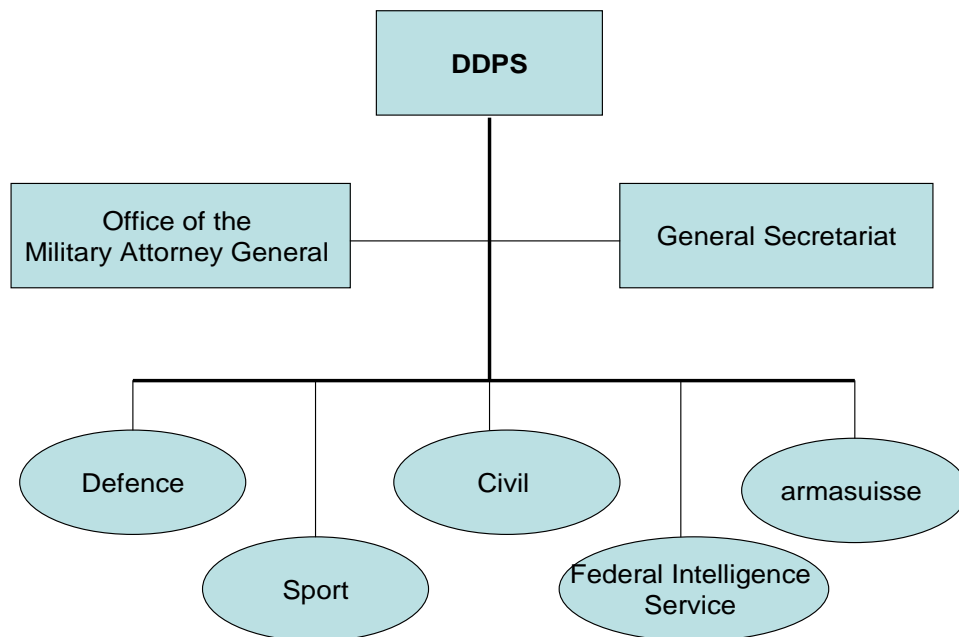 DDPS
Office of the
Military Attorney General
General Secretariat
Defence
Civil
armasuisse
Sport
Federal Intelligence
Service